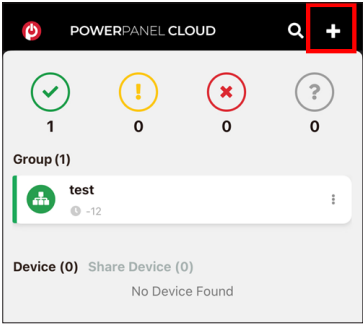 POWERPANEL CLOUD
1 0 0 0
Group (1)
test
-12
Device (0) Share Device (0)
No Device Found